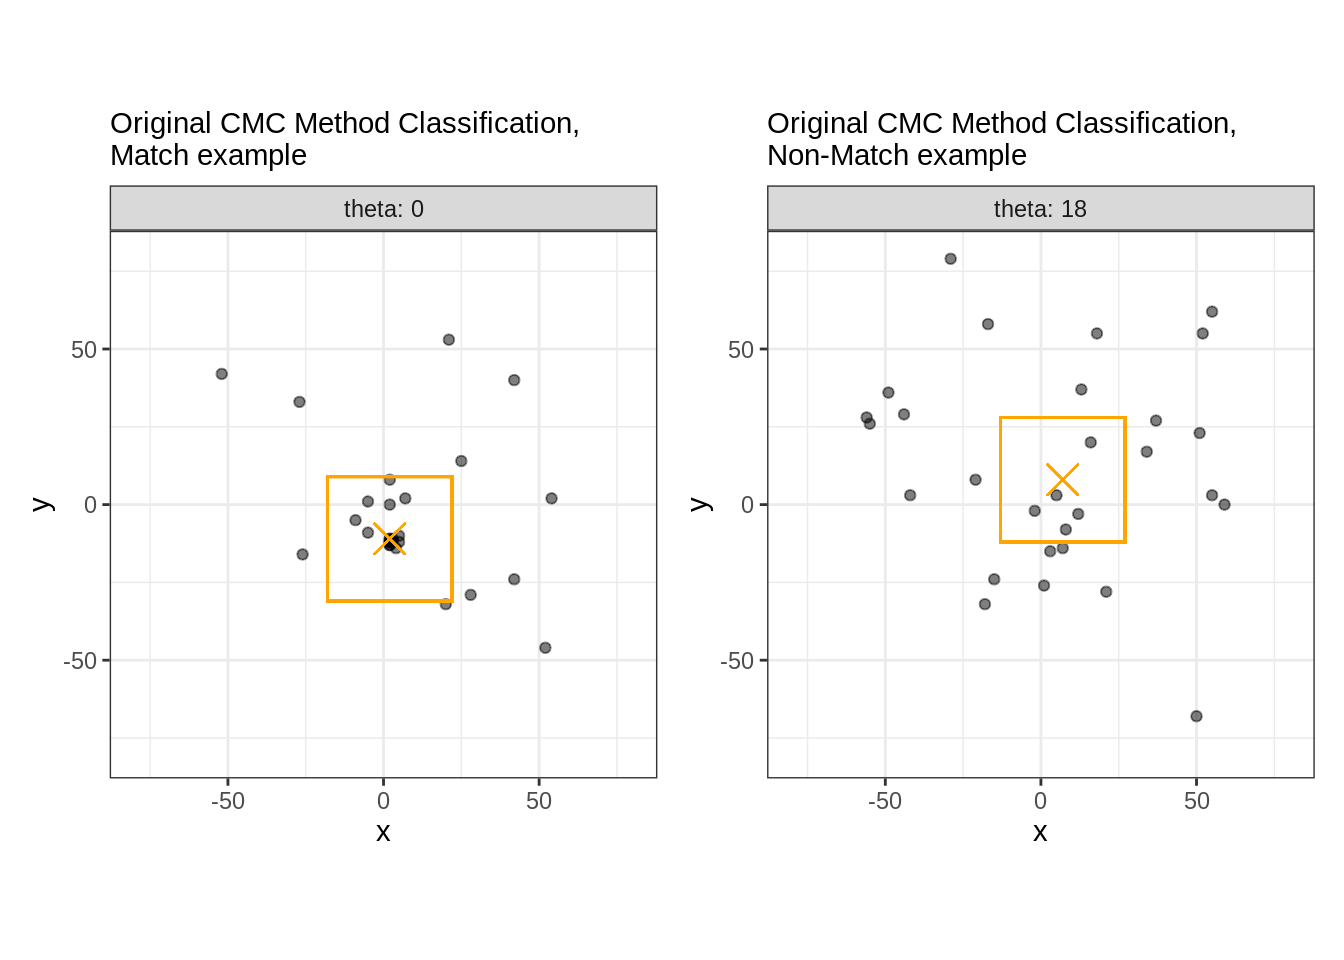 Original CMC Method Classification,
Match example
theta: 0
50
0
-50
y
-50 0 50
x
Original CMC Method Classification,
Non-Match example
theta: 18
50
0
-50
y
-50 0 50
x